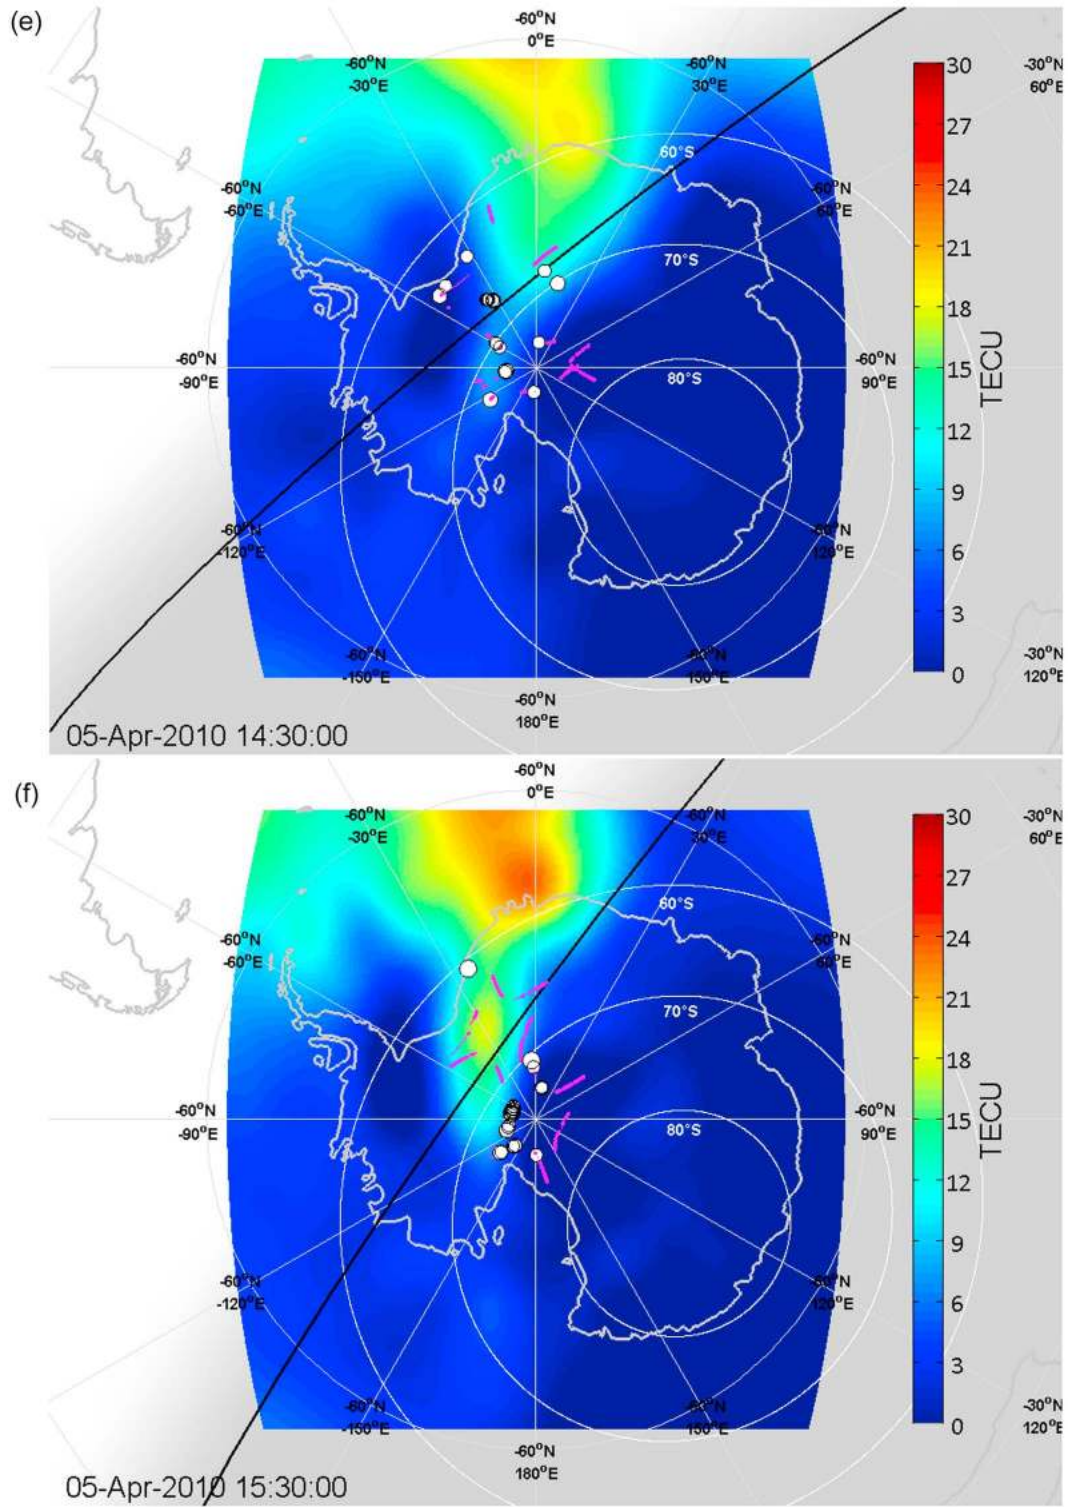 (e)
-60°N
0°E
-60°N
-30°E
-60°N
30°E
-30°N
60°E
30
27
24
21
18
15
12
9
6
3
0
TECU
60°S
-60°N
-60°E
-60°N
60°E
70°S
-60°N
-90°E
80°S
-60°N
90°E
-60°N
-120°E
-60°N
120°E
-60°N
-150°E
-60°N
150°E
-30°N
120°E
-60°N
180°E
05-Apr-2010 14:30:00
(f)
-60°N
0°E
-60°N
-30°E
-60°N
30°E
-30°N
60°E
30
27
24
21
18
15
12
9
6
3
0
TECU
60°S
-60°N
-60°E
-60°N
60°E
70°S
-60°N
-90°E
80°S
-60°N
90°E
-60°N
-120°E
-60°N
120°E
-60°N
-150°E
-60°N
150°E
-30°N
120°E
-60°N
180°E
05-Apr-2010 15:30:00